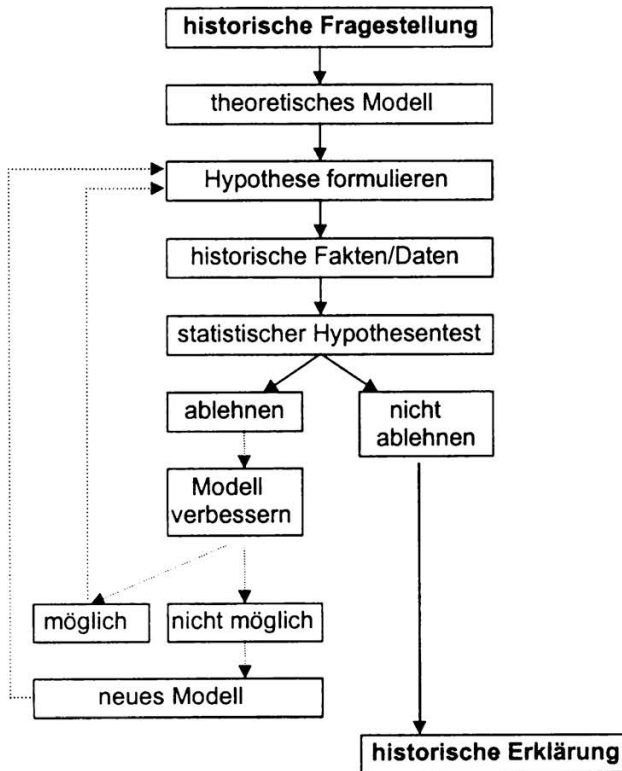 historische Fragestellung
theoretisches Modell
Hypothese formulieren
historische Fakten/Daten
statistischer Hypothesentest
ablehnen
nicht
ablehnen
Modell
verbessern
möglich
nicht möglich
neues Modell
historische Erklärung